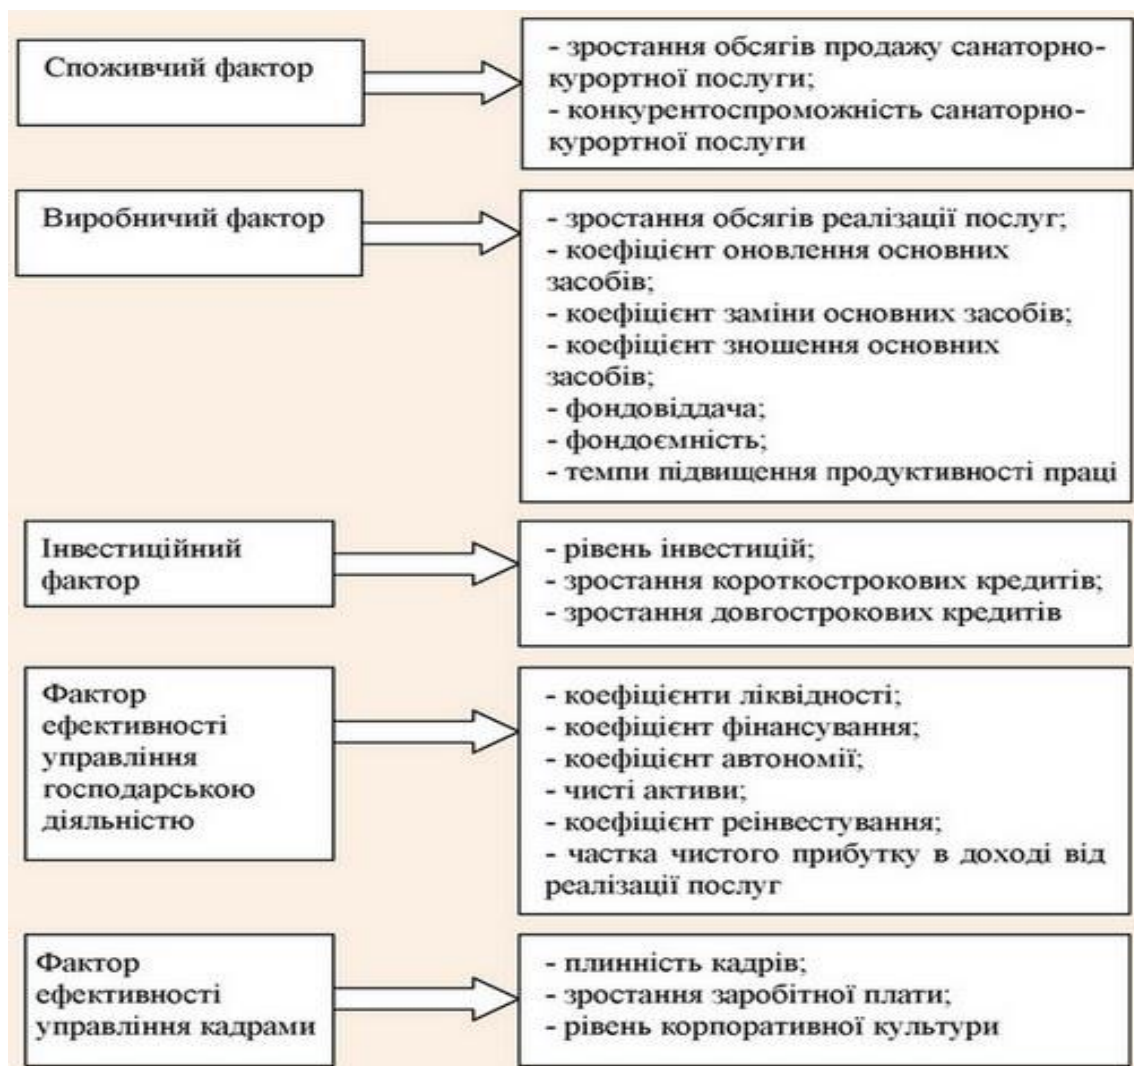 Споживчий фактор
- зростання обсягів продажу санаторно-
курортної послуги;
- конкурентоспроможність санаторно-
курортної послуги
Виробничий фактор
- зростання обсягів реалізації послуг;
- коефіцієнт оновлення основних
засобів;
- коефіцієнт заміни основних засобів;
- коефіцієнт зношення основних
засобів;
- фондовіддача;
- фондоємність;
- темпи підвищення продуктивності праці
Інвестиційний
фактор
- рівень інвестицій;
- зростання короткострокових кредитів;
- зростання довгострокових кредитів
Фактор
ефективності
управління
господарською
діяльністю
- коефіцієнти ліквідності;
- коефіцієнт фінансування;
- коефіцієнт автономії;
- чисті активи;
- коефіцієнт реінвестування;
- частка чистого прибутку в доході від
реалізації послуг
Фактор
ефективності
управління кадрами
- плинність кадрів;
- зростання заробітної плати;
- рівень корпоративної культури